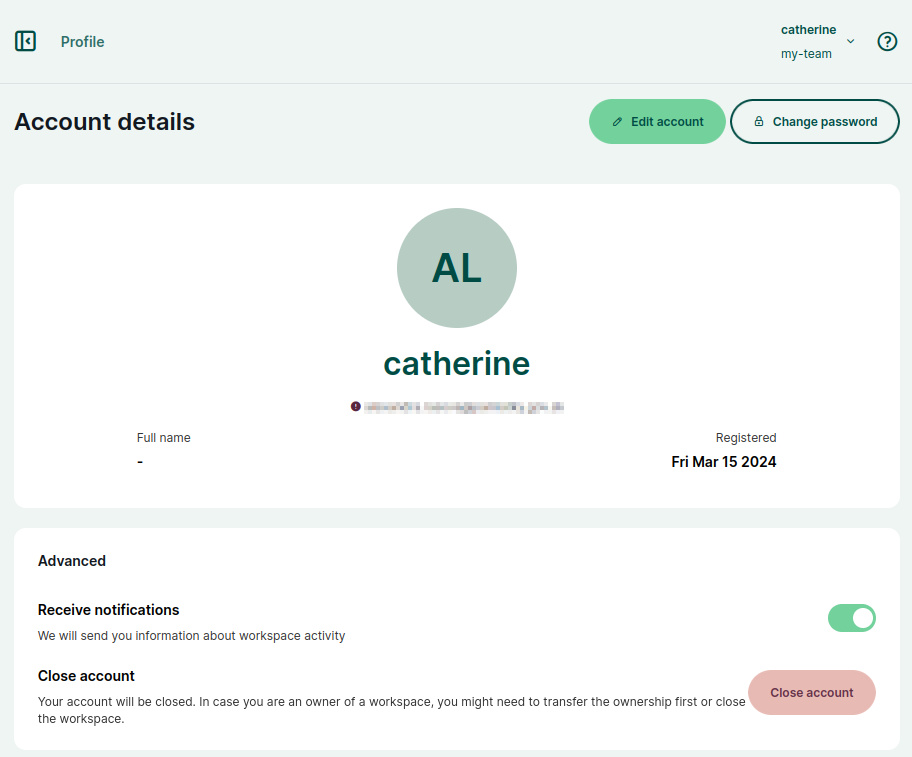 Profile
catherine
my-team
Account details
Edit account
Change password
AL
catherine
Full name
Registered
-
Fri Mar 15 2024
Advanced
Receive notifications
We will send you information about workspace activity
Close account
Your account will be closed. In case you are an owner of a workspace, you might need to transfer the ownership first or close
the workspace.
Close account